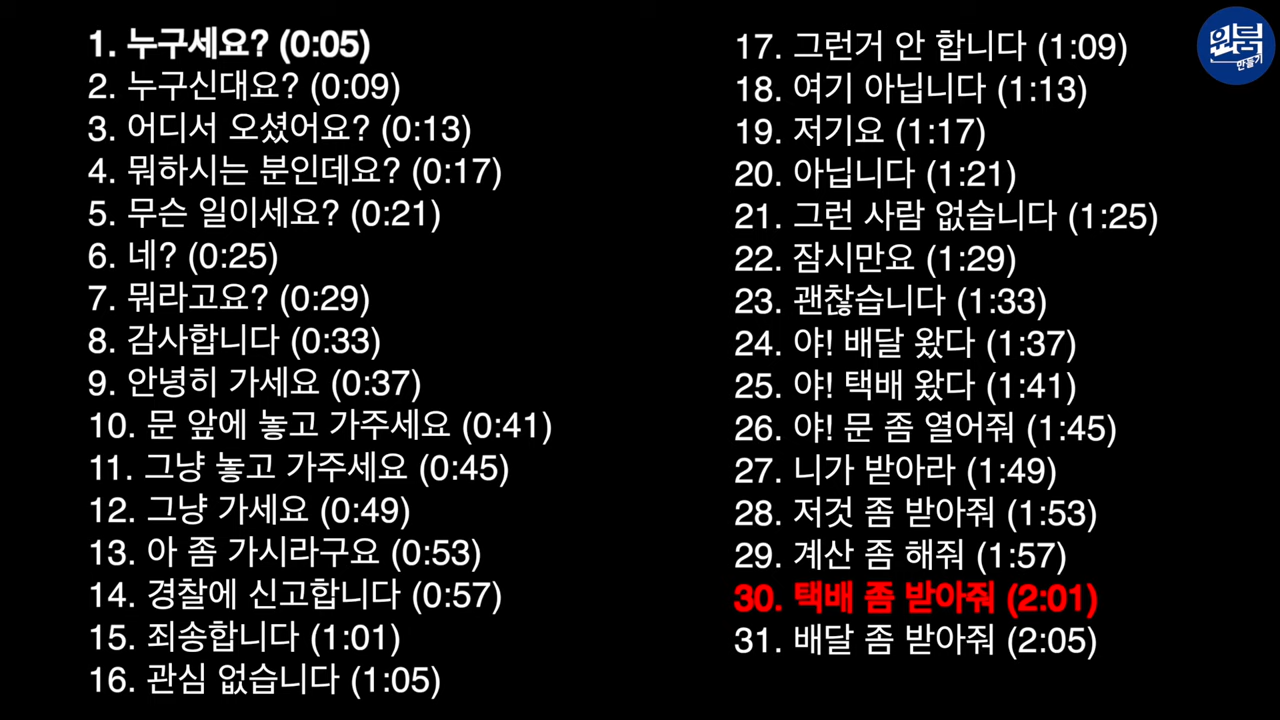 1. 누구세요? (0:05)
2. 누구신대요? (0:09)
3. 어디서 오셨어요? (0:13)
4. 뭐하시는 분인데요? (0:17)
5. 무슨 일이세요? (0:21)
6. 네? (0:25)
7. 뭐라고요? (0:29)
8. 감사합니다 (0:33)
9. 안녕히 가세요 (0:37)
10. 문 앞에 놓고 가주세요 (0:41)
11. 그냥 놓고 가주세요 (0:45)
12. 그냥 가세요 (0:49)
13. 아 좀 가시라구요 (0:53)
14. 경찰에 신고합니다 (0:57)
15. 죄송합니다 (1:01)
16. 관심 없습니다 (1:05)
17. 그런거 안 합니다 (1:09)
18. 여기 아닙니다 (1:13)
19. 저기요 (1:17)
20. 아닙니다 (1:21)
21. 그런 사람 없습니다 (1:25)
22. 잠시만요 (1:29)
23. 괜찮습니다 (1:33)
24. 야! 배달 왔다 (1:37)
25. 야! 택배 왔다 (1:41)
26. 야! 문 좀 열어줘 (1:45)
27. 니가 받아라 (1:49)
28. 저것 좀 받아줘 (1:53)
29. 계산 좀 해줘 (1:57)
30. 택배 좀 받아줘 (2:01)
31. 배달 좀 받아줘 (2:05)
원룸
만들기